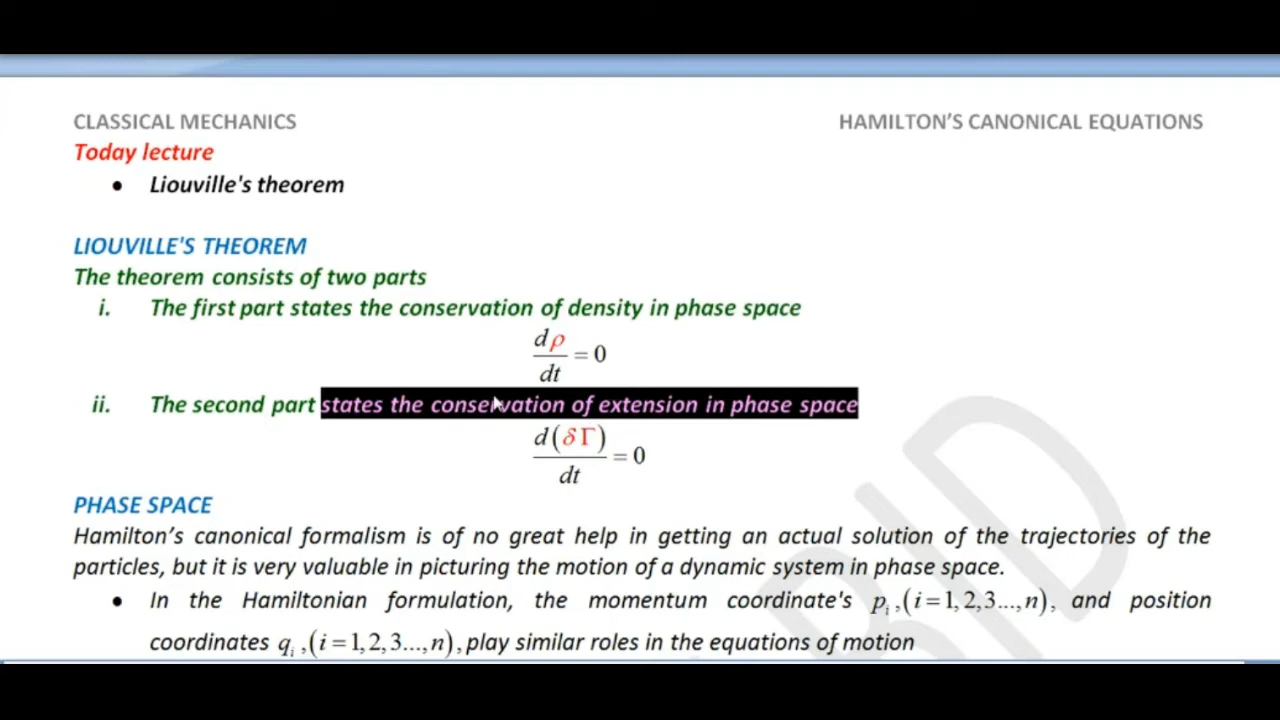 CLASSICAL MECHANICS HAMILTON'S CANONICAL EQUATIONS
Today lecture
• Liouville's theorem
LIOUVILLE'S THEOREM
The theorem consists of two parts
i. The first part states the conservation of density in phase space
dρ/dt = 0
ii. The second part states the conservation of extension in phase space
d(δΓ)/dt = 0
PHASE SPACE
Hamilton's canonical formalism is of no great help in getting an actual solution of the trajectories of the
particles, but it is very valuable in picturing the motion of a dynamic system in phase space.
• In the Hamiltonian formulation, the momentum coordinate's pᵢ,(i=1,2,3...,n), and position
coordinates qᵢ,(i=1,2,3...,n), play similar roles in the equations of motion